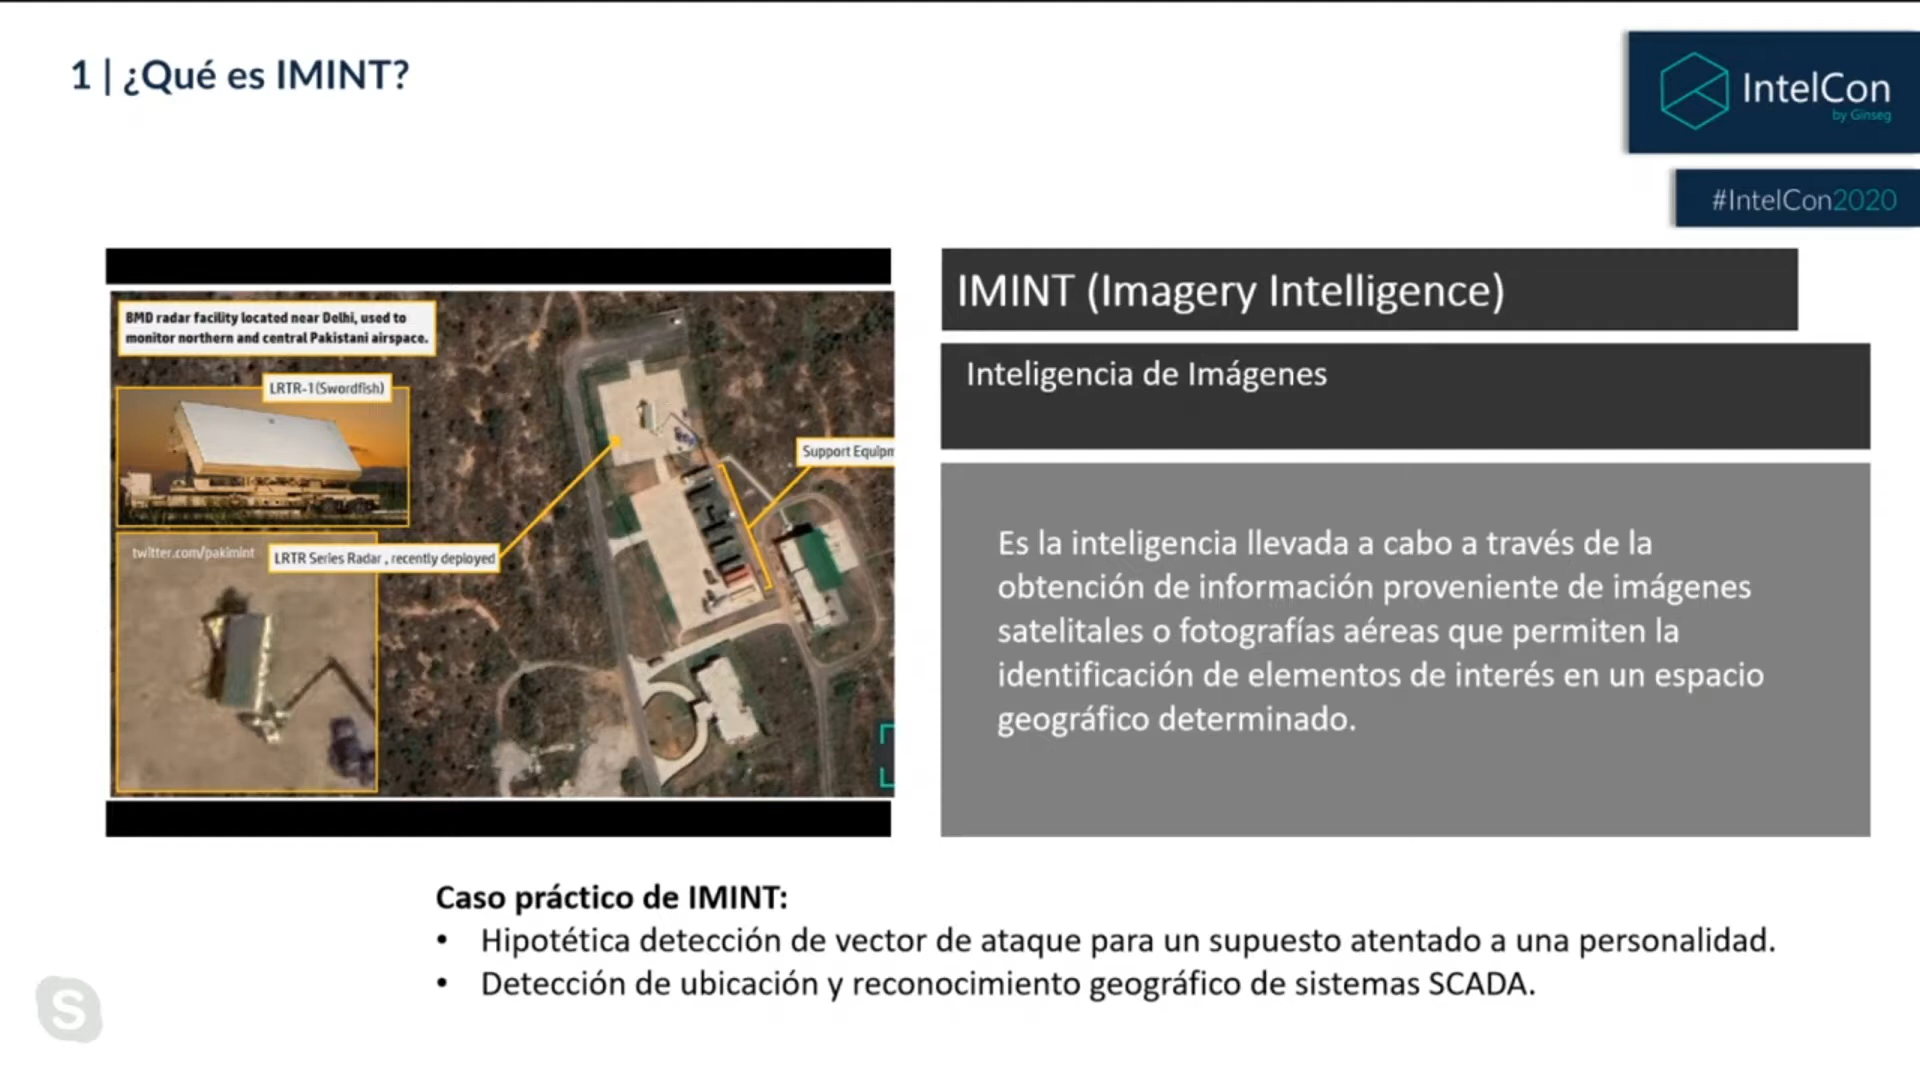 1 | ¿Qué es IMINT?
IntelCon
by Ginseg
#IntelCon2020
BMD radar facility located near Delhi, used to
monitor northern and central Pakistani airspace.
LRTR-1(Swordfish)
Support Equipm
twitter.com/pakimint
LRTR Series Radar , recently deployed
IMINT (Imagery Intelligence)
Inteligencia de Imágenes
Es la inteligencia llevada a cabo a través de la
obtención de información proveniente de imágenes
satelitales o fotografías aéreas que permiten la
identificación de elementos de interés en un espacio
geográfico determinado.
Caso práctico de IMINT:
• Hipotética detección de vector de ataque para un supuesto atentado a una personalidad.
• Detección de ubicación y reconocimiento geográfico de sistemas SCADA.
S